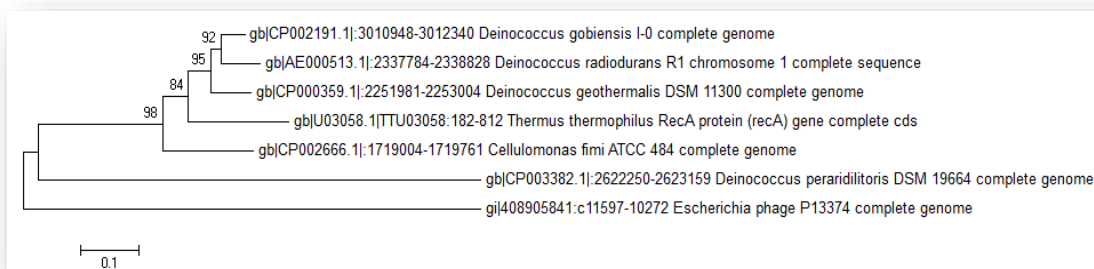 92
gb|CP002191.1|:3010948-3012340 Deinococcus gobiensis I-0 complete genome
95
gb|AE000513.1|:2337784-2338828 Deinococcus radiodurans R1 chromosome 1 complete sequence
84
gb|CP000359.1|:2251981-2253004 Deinococcus geothermalis DSM 11300 complete genome
98
gb|U03058.1|TTU03058:182-812 Thermus thermophilus RecA protein (recA) gene complete cds
gb|CP002666.1|:1719004-1719761 Cellulomonas fimi ATCC 484 complete genome
gb|CP003382.1|:2622250-2623159 Deinococcus peraridilitoris DSM 19664 complete genome
gi|408905841:c11597-10272 Escherichia phage P13374 complete genome
0.1